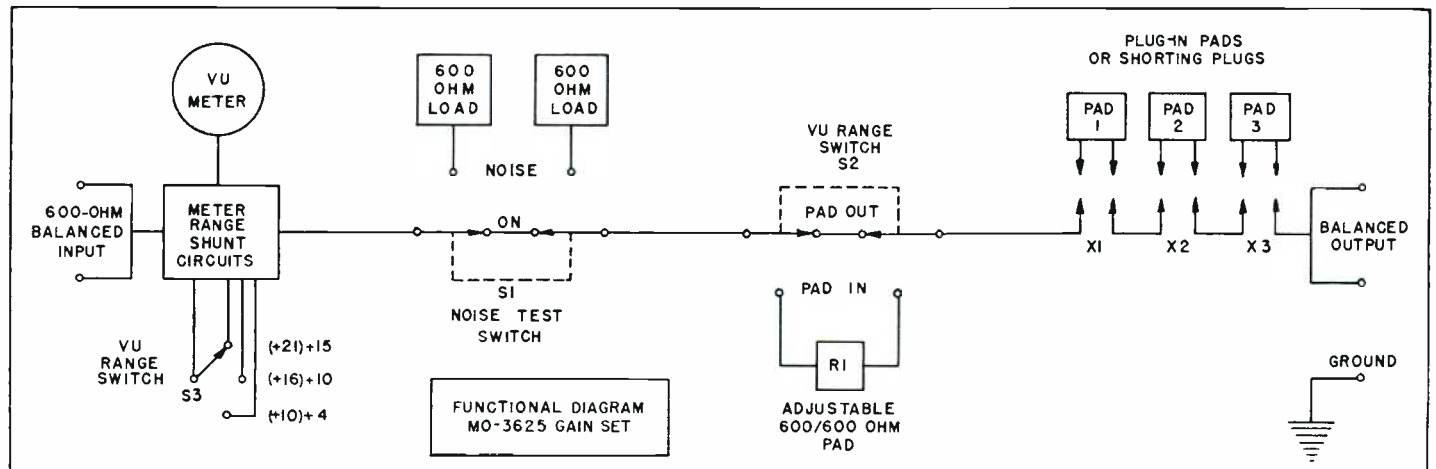 VU
METER
600-OHM
BALANCED
INPUT
METER
RANGE
SHUNT
CIRCUITS
VU
RANGE
SWITCH
S3
(+21)+15
(+16)+10
(+10)+4
600
OHM
LOAD
600
OHM
LOAD
NOISE
ON
S1
NOISE TEST
SWITCH
FUNCTIONAL DIAGRAM
MO-3625 GAIN SET
VU RANGE
SWITCH
S2
PAD OUT
PAD IN
R1
ADJUSTABLE
600/600 OHM
PAD
PLUG-IN PADS
OR SHORTING PLUGS
PAD
1
PAD
2
PAD
3
X1
X2
X3
BALANCED
OUTPUT
GROUND